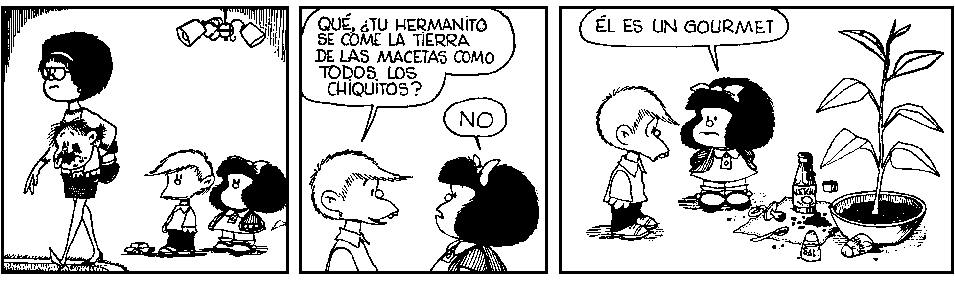 QUÉ, ¿TU HERMANITO
SE COME LA TIERRA
DE LAS MACETAS COMO
TODOS LOS
CHIQUITOS?
NO
ÉL ES UN GOURMET
SAL